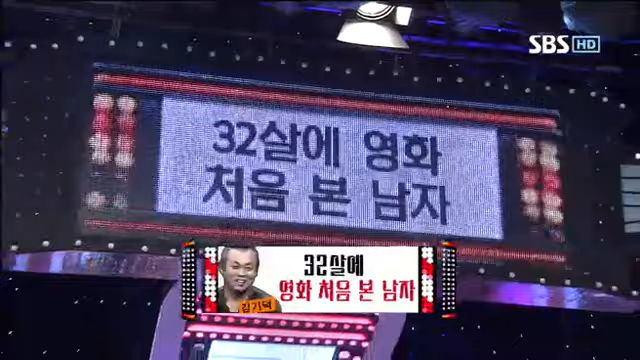 SBS HD
32살에 영화
처음 본 남자
32살에
영화 처음 본 남자
김기덕